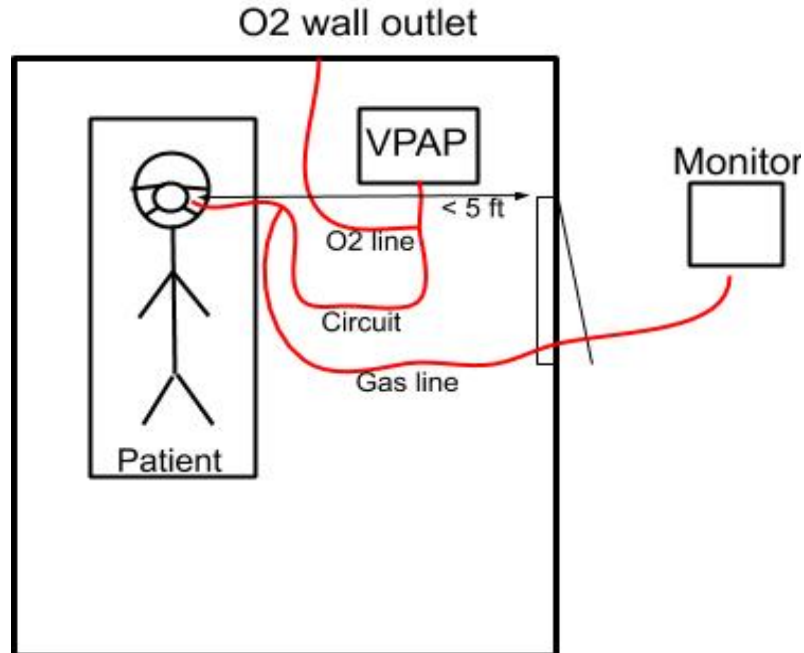 O2 wall outlet
VPAP
Monitor
< 5 ft
O2 line
Circuit
Gas line
Patient